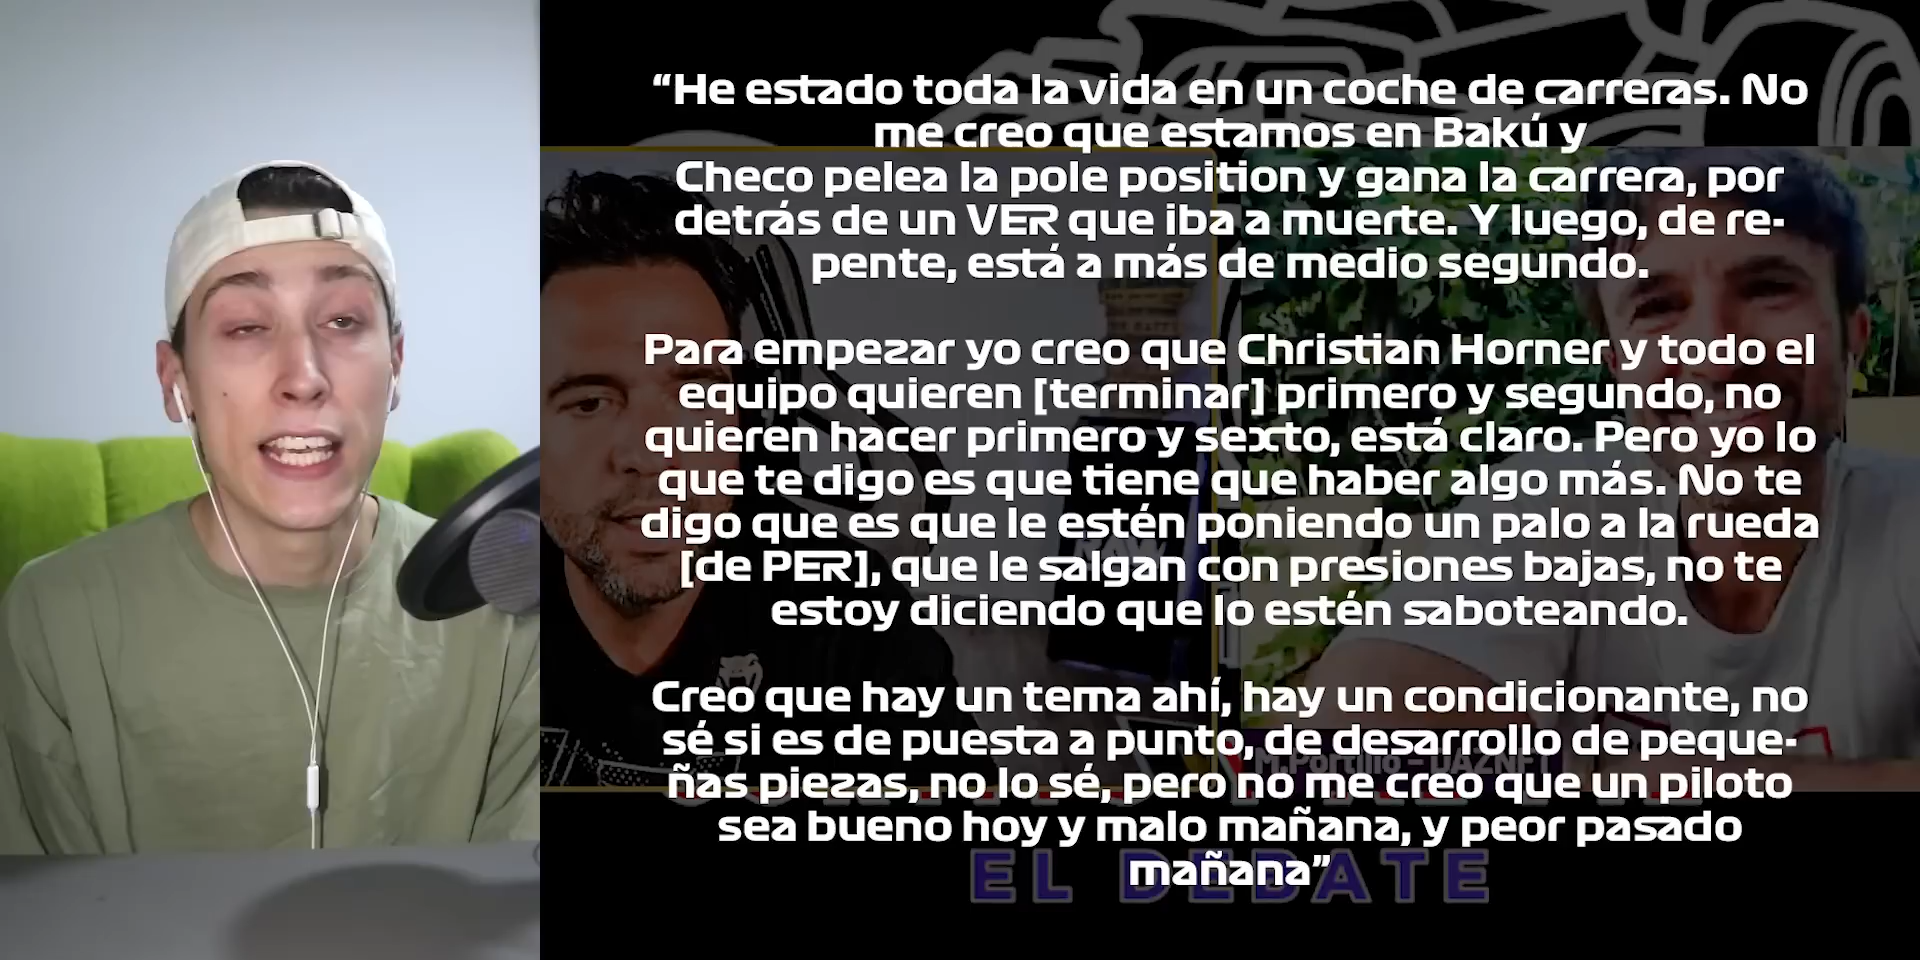 “He estado toda la vida en un coche de carreras. No
me creo que estamos en Bakú y
Checo pelea la pole position y gana la carrera, por
detrás de un VER que iba a muerte. Y luego, de re-
pente, está a más de medio segundo.
Para empezar yo creo que Christian Horner y todo el
equipo quieren [terminar] primero y segundo, no
quieren hacer primero y sexto, está claro. Pero yo lo
que te digo es que tiene que haber algo más. No te
digo que es que le estén poniendo un palo a la rueda
[de PER], que le salgan con presiones bajas, no te
estoy diciendo que lo estén saboteando.
Creo que hay un tema ahí, hay un condicionante, no
sé si es de puesta a punto, de desarrollo de peque-
ñas piezas, no lo sé, pero no me creo que un piloto
sea bueno hoy y malo mañana, y peor pasado
mañana”
M.Portillo - DAZNF1
EL DEBATE